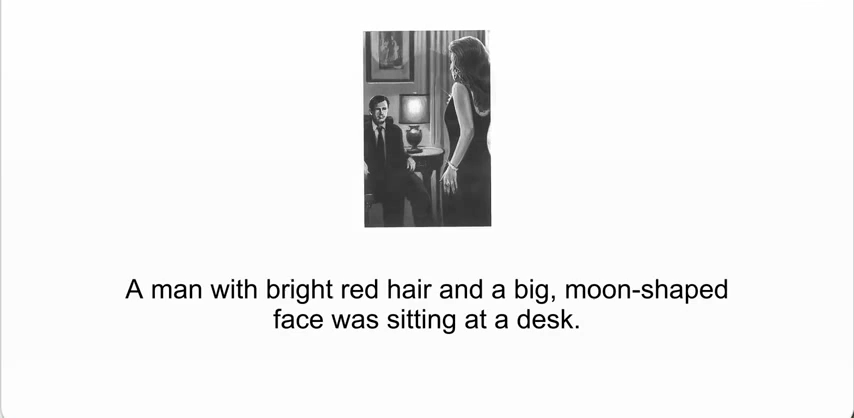 A man with bright red hair and a big, moon-shaped
face was sitting at a desk.